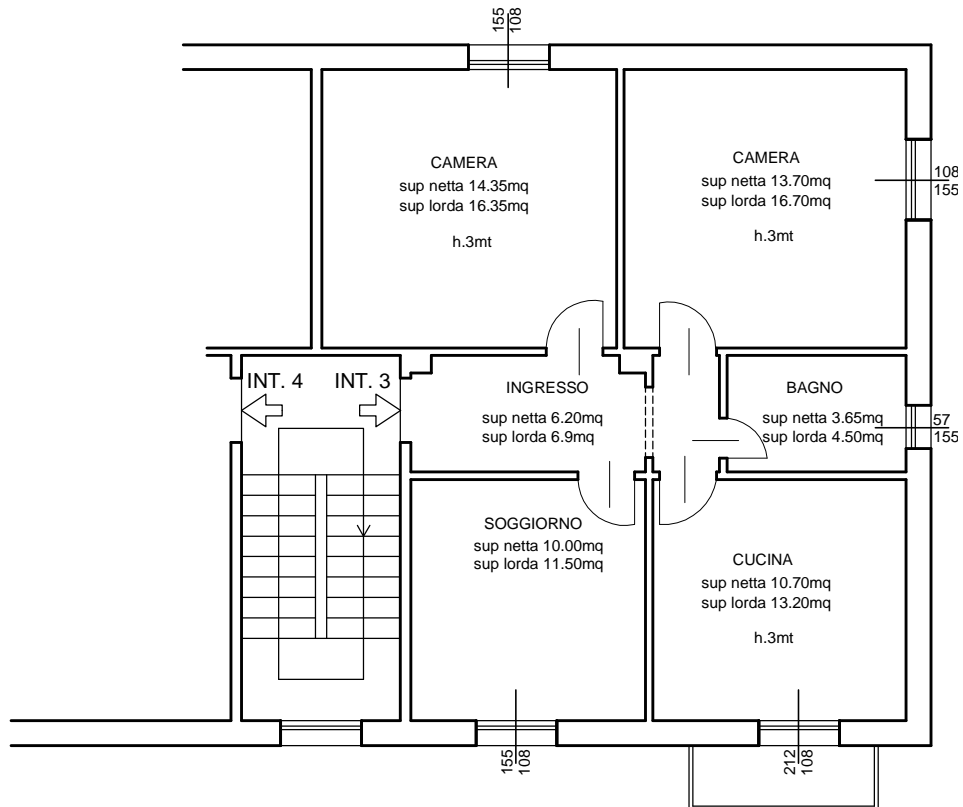 155
108
CAMERA
sup netta 14.35mq
sup lorda 16.35mq
h.3mt
CAMERA
sup netta 13.70mq
sup lorda 16.70mq
h.3mt
108
155
INT. 4
INT. 3
INGRESSO
sup netta 6.20mq
sup lorda 6.9mq
BAGNO
sup netta 3.65mq
sup lorda 4.50mq
57
155
SOGGIORNO
sup netta 10.00mq
sup lorda 11.50mq
CUCINA
sup netta 10.70mq
sup lorda 13.20mq
h.3mt
155
108
212
108